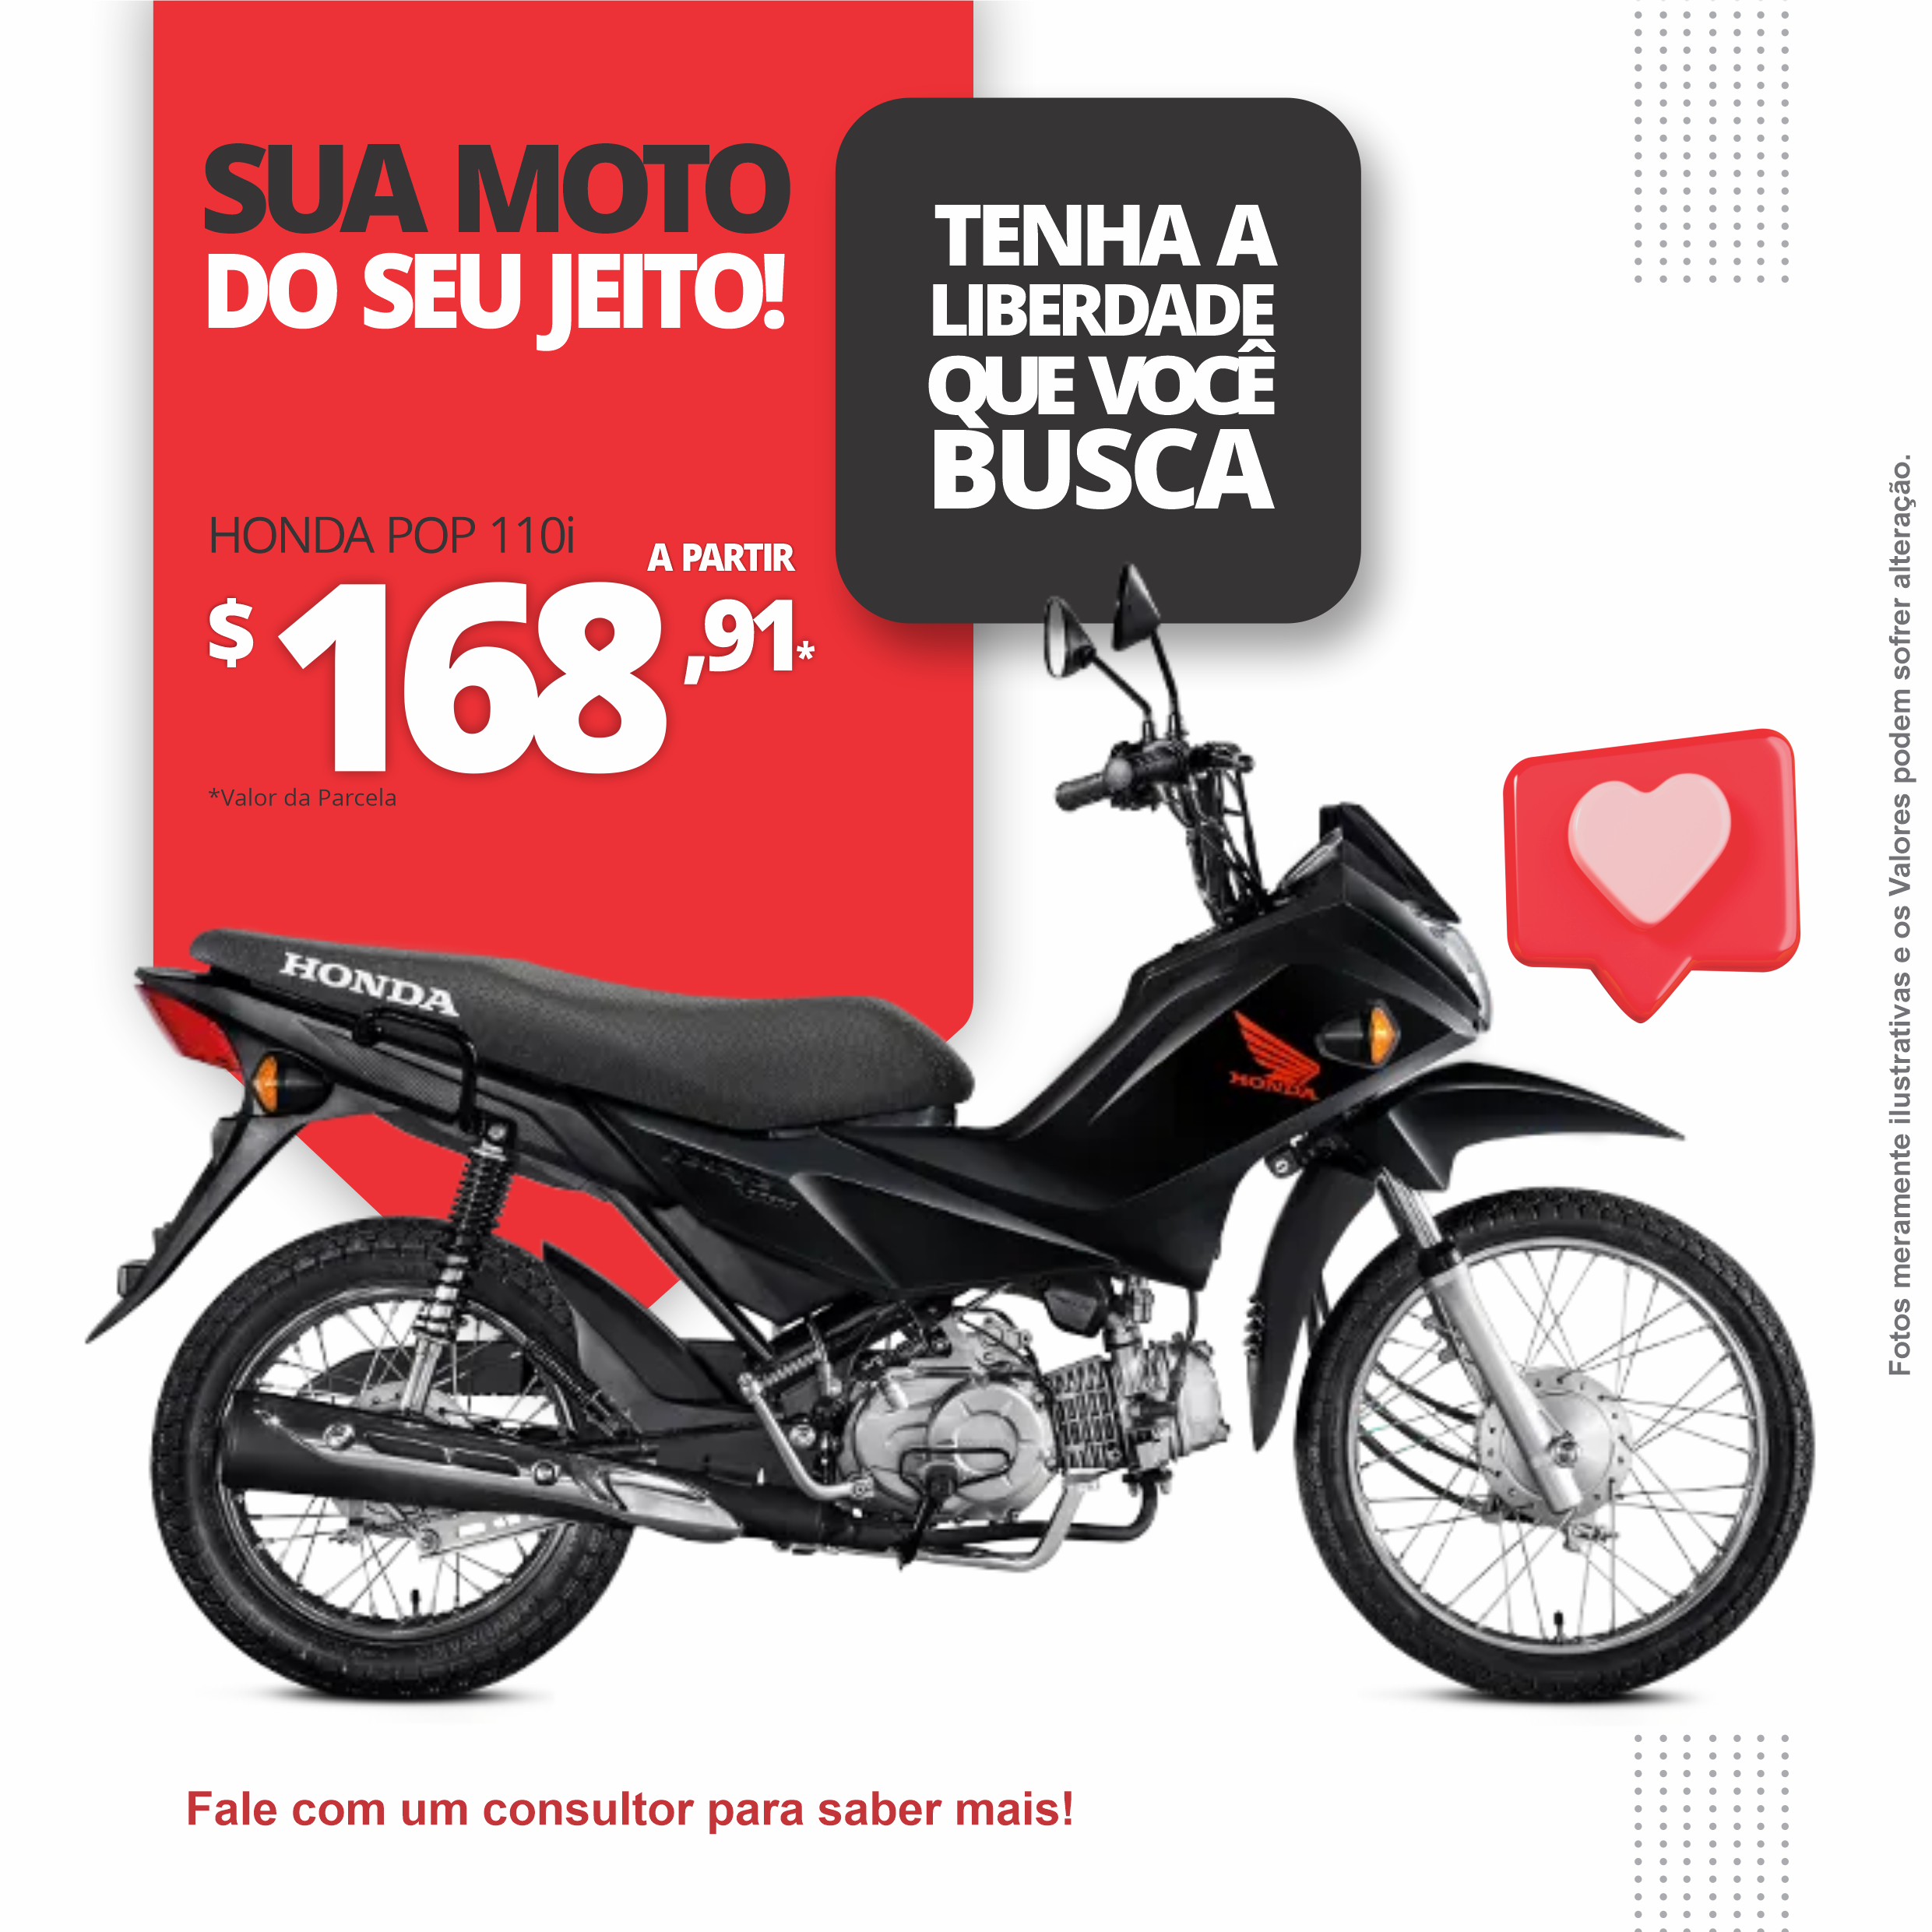 SUA MOTO
DO SEU JEITO!
TENHA A
LIBERDADE
QUE VOCÊ
BUSCA
HONDA POP 110i
A PARTIR
$ 168,91*
*Valor da Parcela
HONDA
HONDA
Fotos meramente ilustrativas e os Valores podem sofrer alteração.
Fale com um consultor para saber mais!